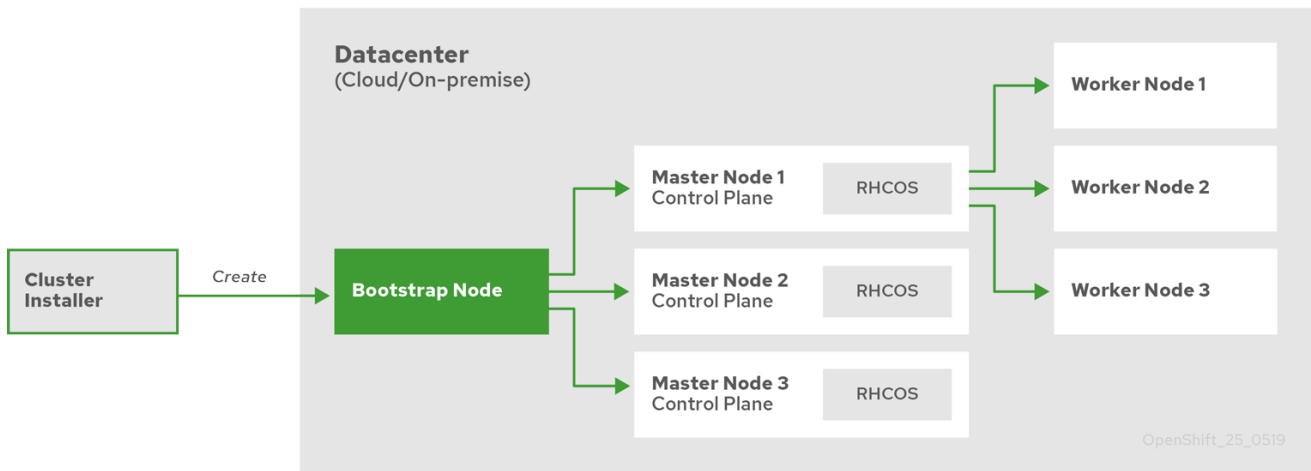 Datacenter
(Cloud/On-premise)
Cluster
Installer
Create
Bootstrap Node
Master Node 1
Control Plane
RHCOS
Master Node 2
Control Plane
RHCOS
Master Node 3
Control Plane
RHCOS
Worker Node 1
Worker Node 2
Worker Node 3
OpenShift_25_0519